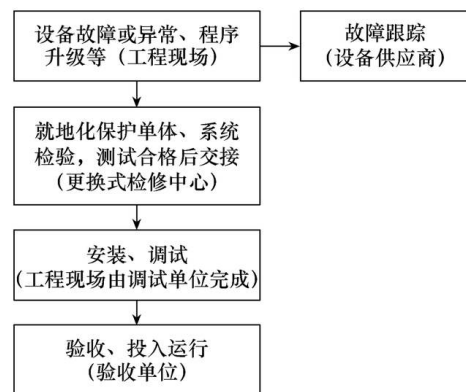 设备故障或异常、程序
升级等（工程现场）
故障跟踪
（设备供应商）
就地化保护单体、系统
检验，测试合格后交接
（更换式检修中心）
安装、调试
（工程现场由调试单位完成）
验收、投入运行
（验收单位）